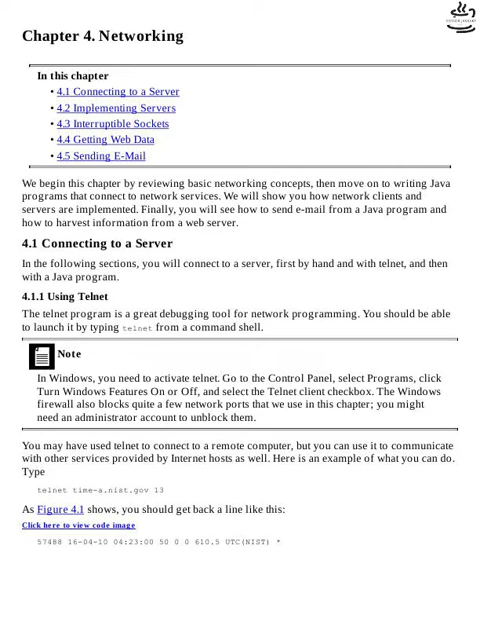 Chapter 4. Networking
In this chapter
• 4.1 Connecting to a Server
• 4.2 Implementing Servers
• 4.3 Interruptible Sockets
• 4.4 Getting Web Data
• 4.5 Sending E-Mail
We begin this chapter by reviewing basic networking concepts, then move on to writing Java
programs that connect to network services. We will show you how network clients and
servers are implemented. Finally, you will see how to send e-mail from a Java program and
how to harvest information from a web server.
4.1 Connecting to a Server
In the following sections, you will connect to a server, first by hand and with telnet, and then
with a Java program.
4.1.1 Using Telnet
The telnet program is a great debugging tool for network programming. You should be able
to launch it by typing telnet from a command shell.
Note
In Windows, you need to activate telnet. Go to the Control Panel, select Programs, click
Turn Windows Features On or Off, and select the Telnet client checkbox. The Windows
firewall also blocks quite a few network ports that we use in this chapter; you might
need an administrator account to unblock them.
You may have used telnet to connect to a remote computer, but you can use it to communicate
with other services provided by Internet hosts as well. Here is an example of what you can do.
Type
telnet time-a.nist.gov 13
As Figure 4.1 shows, you should get back a line like this:
Click here to view code image
57488 16-04-10 04:23:00 50 0 0 610.5 UTC(NIST) *